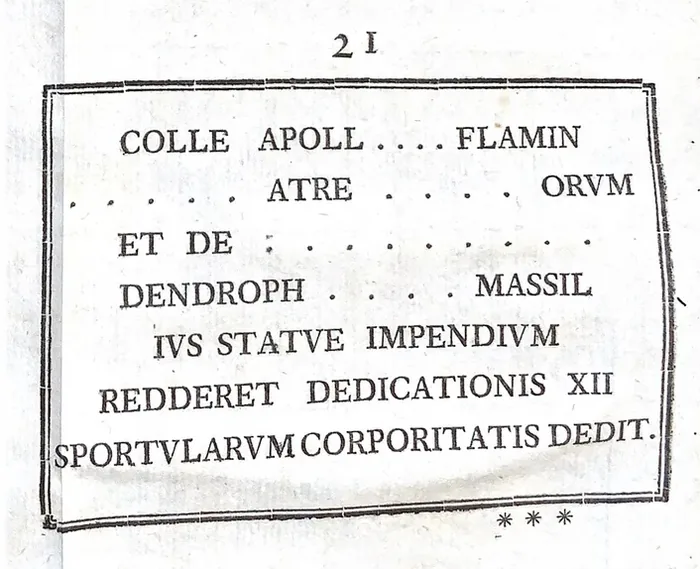 21
COLLE APOLL .... FLAMIN
. . . . . ATRE . . . . ORVM
ET DE . . . . . . . . .
DENDROPH . . . . MASSIL
IVS STATVE IMPENDIVM
REDDERET DEDICATIONIS XII
SPORTVLARVM CORPORITATIS DEDIT.
* * *